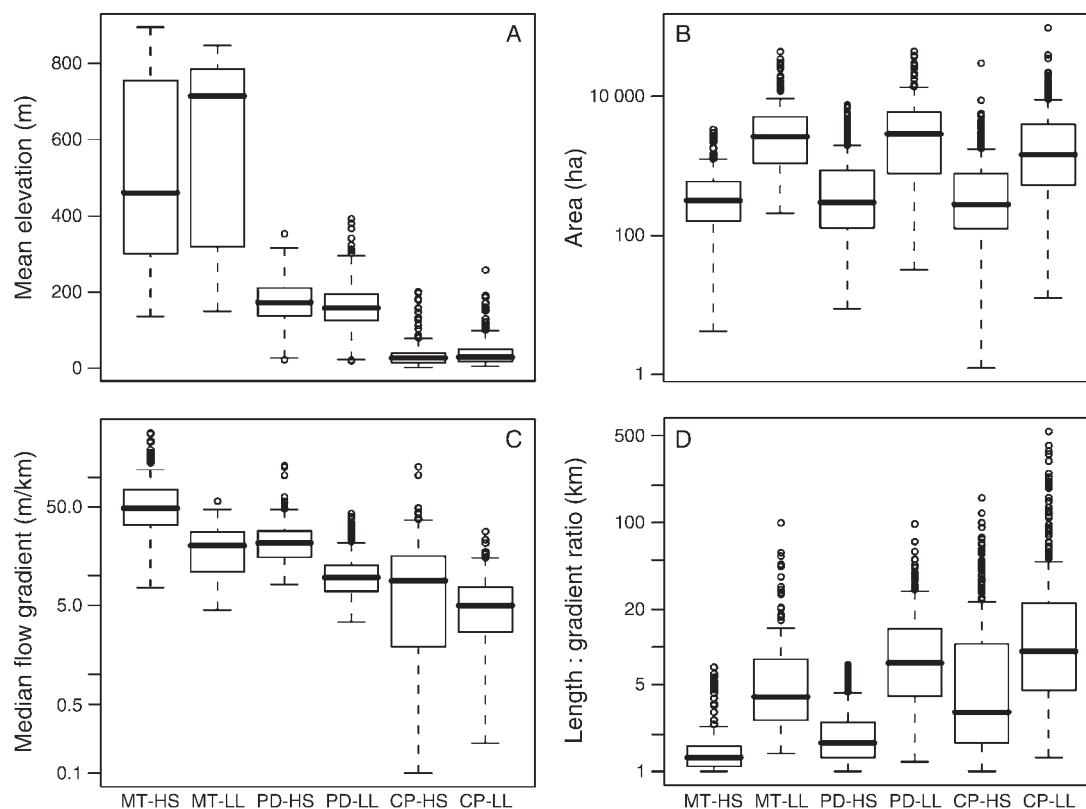 A
Mean elevation (m)
800
600
400
200
0
B
Area (ha)
10 000
100
1
C
Median flow gradient (m/km)
50.0
5.0
0.5
0.1
MT-HS MT-LL PD-HS PD-LL CP-HS CP-LL
D
Length : gradient ratio (km)
500
100
20
5
1
MT-HS MT-LL PD-HS PD-LL CP-HS CP-LL